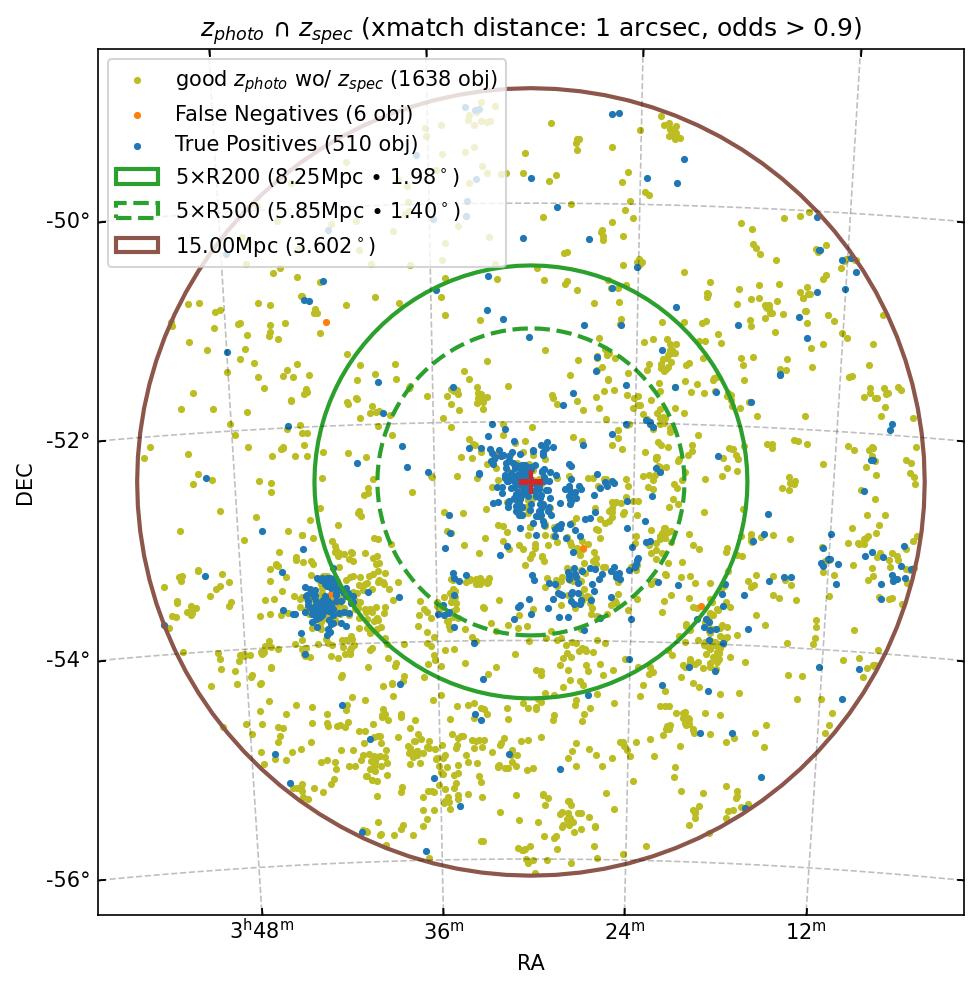 z_photo ∩ z_spec (xmatch distance: 1 arcsec, odds > 0.9)
good z_photo wo/ z_spec (1638 obj)
False Negatives (6 obj)
True Positives (510 obj)
5×R200 (8.25Mpc • 1.98°)
5×R500 (5.85Mpc • 1.40°)
15.00Mpc (3.602°)
-50°
-52°
DEC
-54°
-56°
3h48m 36m 24m 12m
RA